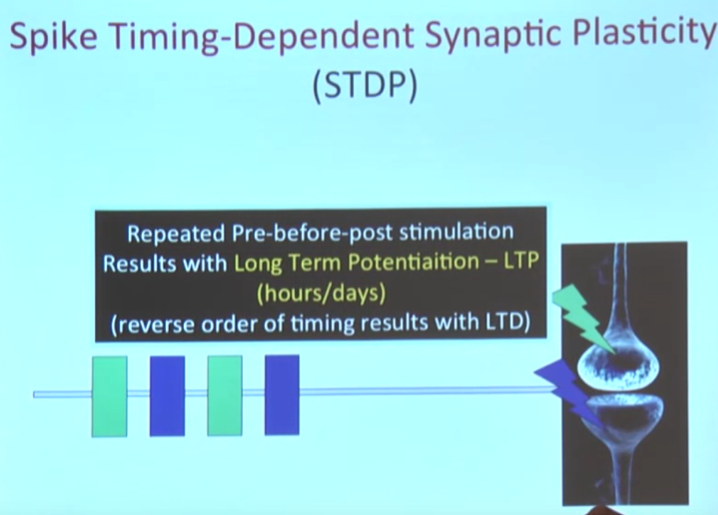 Spike Timing-Dependent Synaptic Plasticity
(STDP)
Repeated Pre-before-post stimulation
Results with Long Term Potentiaition – LTP
(hours/days)
(reverse order of timing results with LTD)